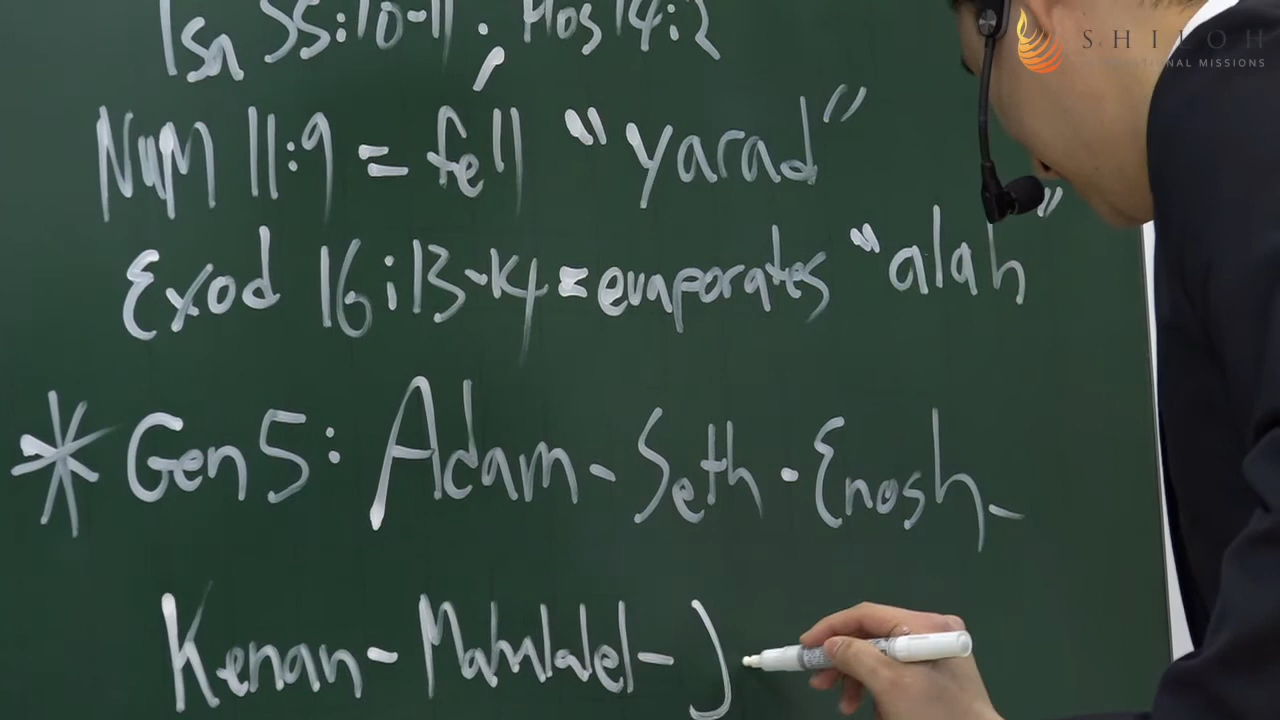 Isa 55:10-11; Hos 14:2
Num 11:9 = fell "yarad"
Exod 16:13-14 = evaporates "alah"
* Gen 5: Adam - Seth - Enosh -
Kenan - Mahalalel - J
SHILOH
MISSIONS